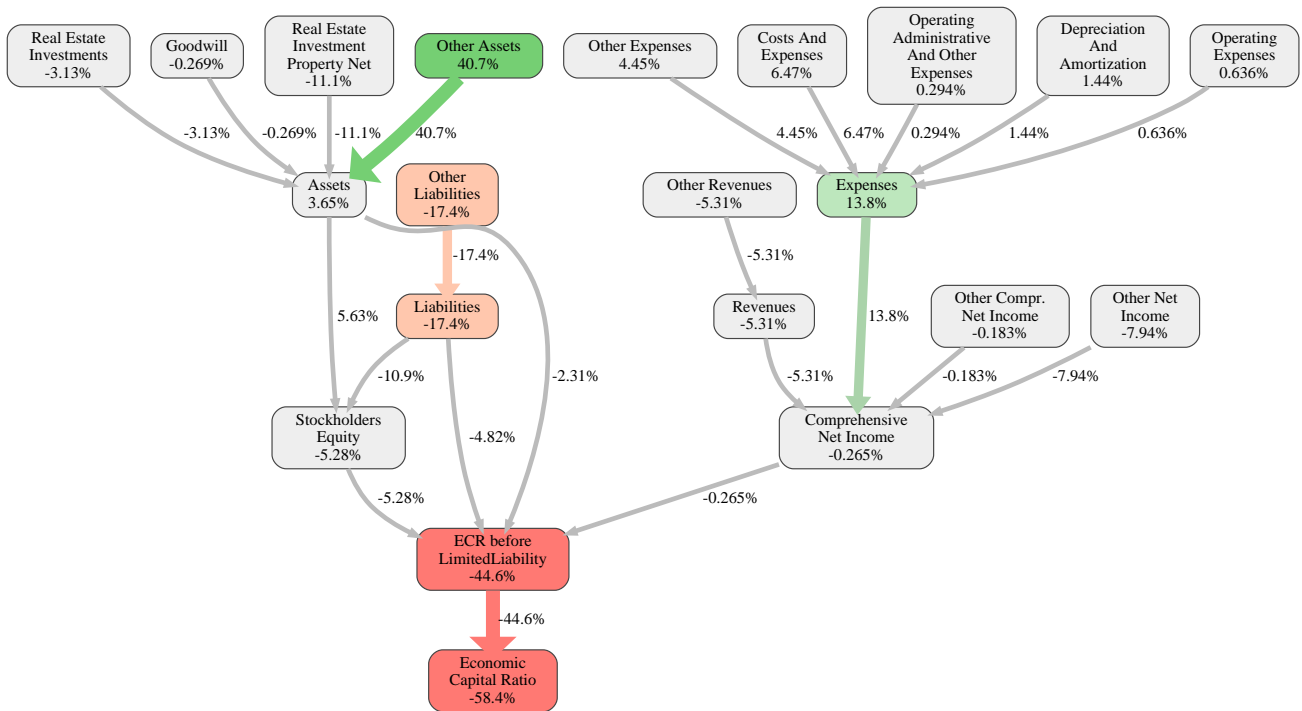 Real Estate
Investments
-3.13%
Goodwill
-0.269%
Real Estate
Investment
Property Net
-11.1%
Other Assets
40.7%
Other Expenses
4.45%
Costs And
Expenses
6.47%
Operating
Administrative
And Other
Expenses
0.294%
Depreciation
And
Amortization
1.44%
Operating
Expenses
0.636%
-3.13%
-0.269%
-11.1%
40.7%
4.45%
6.47%
0.294%
1.44%
0.636%
Assets
3.65%
Other
Liabilities
-17.4%
Other Revenues
-5.31%
Expenses
13.8%
-17.4%
-5.31%
Liabilities
-17.4%
Revenues
-5.31%
Other Compr.
Net Income
-0.183%
Other Net
Income
-7.94%
5.63%
13.8%
-10.9%
-2.31%
-5.31%
-0.183%
-7.94%
Stockholders
Equity
-5.28%
-4.82%
Comprehensive
Net Income
-0.265%
-5.28%
-0.265%
ECR before
LimitedLiability
-44.6%
-44.6%
Economic
Capital Ratio
-58.4%